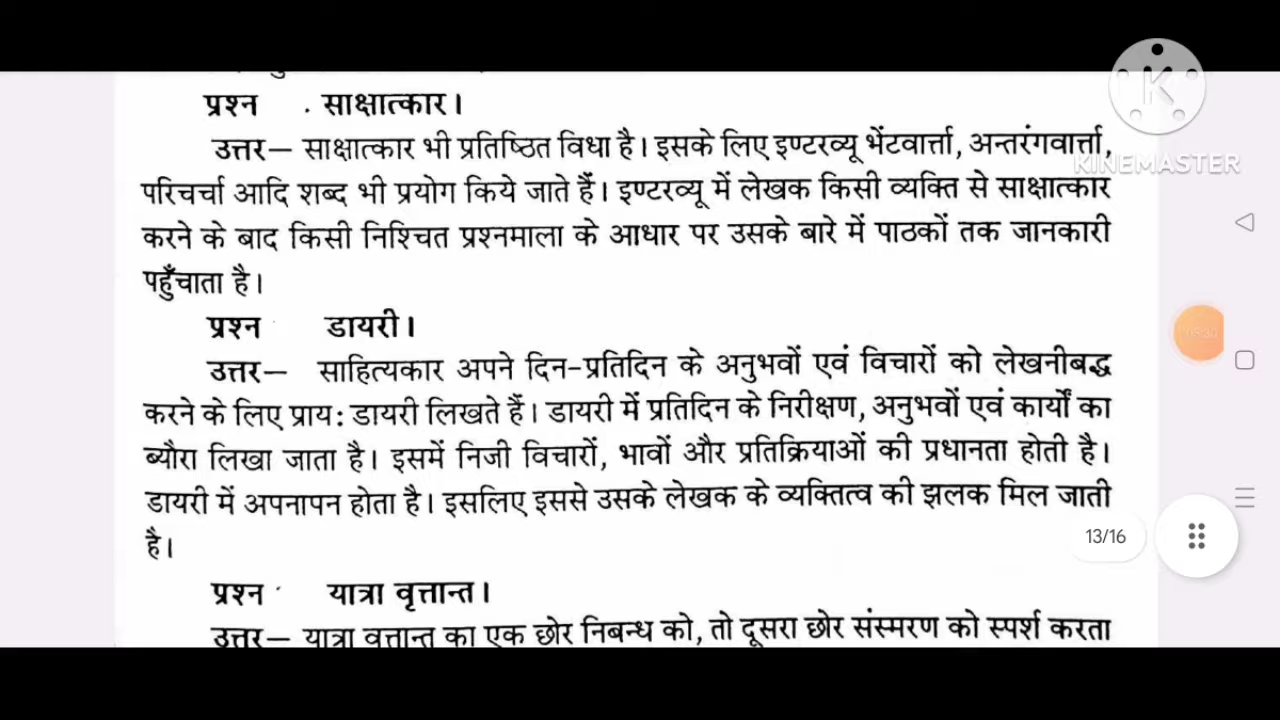 प्रश्न . साक्षात्कार।
उत्तर— साक्षात्कार भी प्रतिष्ठित विधा है। इसके लिए इण्टरव्यू भेंटवार्त्ता, अन्तरंगवार्त्ता,
परिचर्चा आदि शब्द भी प्रयोग किये जाते हैं। इण्टरव्यू में लेखक किसी व्यक्ति से साक्षात्कार
करने के बाद किसी निश्चित प्रश्नमाला के आधार पर उसके बारे में पाठकों तक जानकारी
पहुँचाता है।
प्रश्न डायरी।
उत्तर— साहित्यकार अपने दिन-प्रतिदिन के अनुभवों एवं विचारों को लेखनीबद्ध
करने के लिए प्राय: डायरी लिखते हैं। डायरी में प्रतिदिन के निरीक्षण, अनुभवों एवं कार्यों का
ब्यौरा लिखा जाता है। इसमें निजी विचारों, भावों और प्रतिक्रियाओं की प्रधानता होती है।
डायरी में अपनापन होता है। इसलिए इससे उसके लेखक के व्यक्तित्व की झलक मिल जाती
है।
प्रश्न यात्रा वृत्तान्त।
उत्तर— यात्रा वृत्तान्त का एक छोर निबन्ध को, तो दूसरा छोर संस्मरण को स्पर्श करता
K
KINEMASTER
13/16